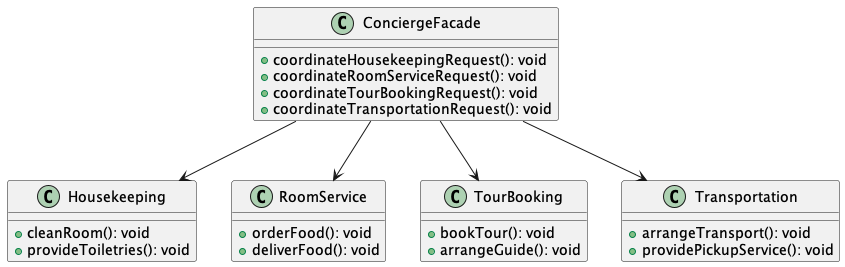 C ConciergeFacade
coordinateHousekeepingRequest(): void
coordinateRoomServiceRequest(): void
coordinateTourBookingRequest(): void
coordinateTransportationRequest(): void
C Housekeeping
cleanRoom(): void
provideToiletries(): void
C RoomService
orderFood(): void
deliverFood(): void
C TourBooking
bookTour(): void
arrangeGuide(): void
C Transportation
arrangeTransport(): void
providePickupService(): void